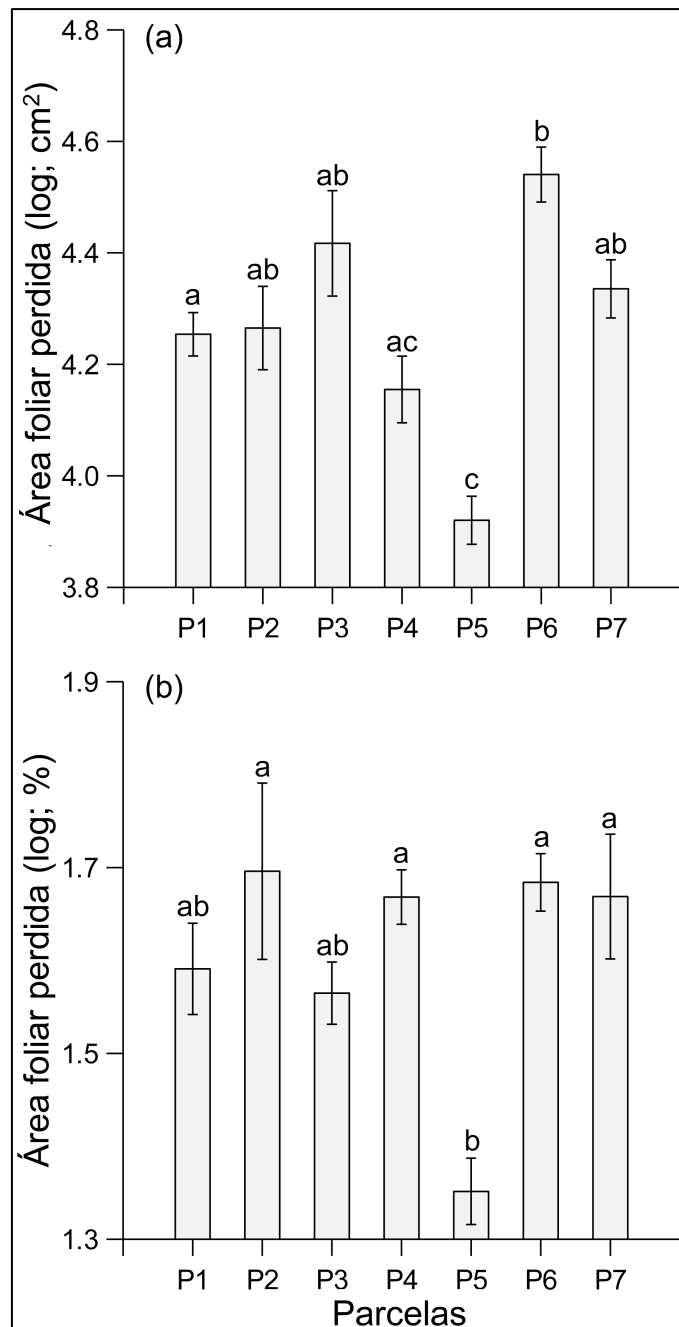 (a)
Área foliar perdida (log; cm²)
4.8
4.6
4.4
4.2
4.0
3.8
a
ab
ab
ac
c
b
ab
P1 P2 P3 P4 P5 P6 P7
(b)
Área foliar perdida (log; %)
1.9
1.7
1.5
1.3
ab
a
ab
a
b
a
a
P1 P2 P3 P4 P5 P6 P7
Parcelas